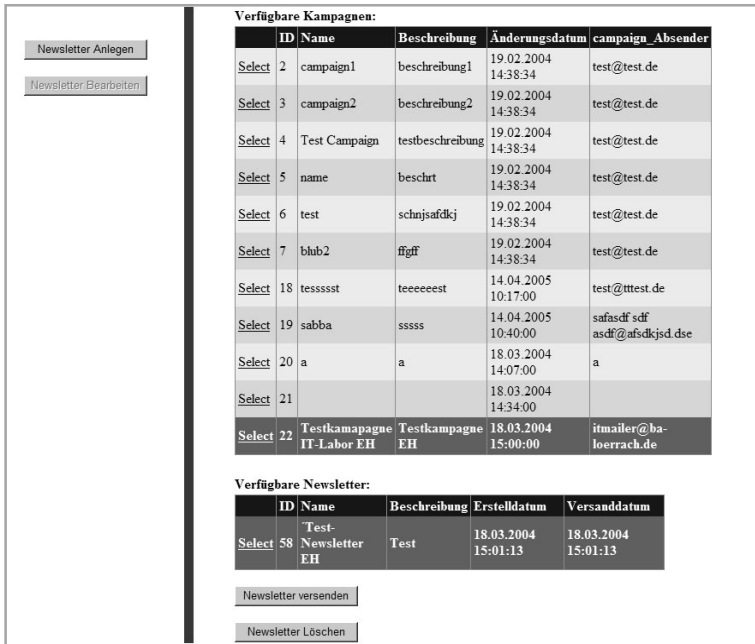 Newsletter Anlegen
Newsletter Bearbeiten
Verfügbare Kampagnen:
ID Name Beschreibung Änderungsdatum campaign_Absender
Select 2 campaign1 beschreibung1 19.02.2004 14:38:34 test@test.de
Select 3 campaign2 beschreibung2 19.02.2004 14:38:34 test@test.de
Select 4 Test Campaign testbeschreibung 19.02.2004 14:38:34 test@test.de
Select 5 name beschrt 19.02.2004 14:38:34 test@test.de
Select 6 test schnjsafdkj 19.02.2004 14:38:34 test@test.de
Select 7 blub2 ffgff 19.02.2004 14:38:34 test@test.de
Select 18 tessssst teeeeeest 14.04.2005 10:17:00 test@tttest.de
Select 19 sabba sssss 14.04.2005 10:40:00 safasdf sdf asdf@afsdkjsd.dse
Select 20 a a 18.03.2004 14:07:00 a
Select 21 18.03.2004 14:34:00
Select 22 Testkamapagne IT-Labor EH Testkampagne EH 18.03.2004 15:00:00 itmailer@ba-loerrach.de
Verfügbare Newsletter:
ID Name Beschreibung Erstelldatum Versanddatum
Select 58 ´Test-Newsletter EH Test 18.03.2004 15:01:13 18.03.2004 15:01:13
Newsletter versenden
Newsletter Löschen